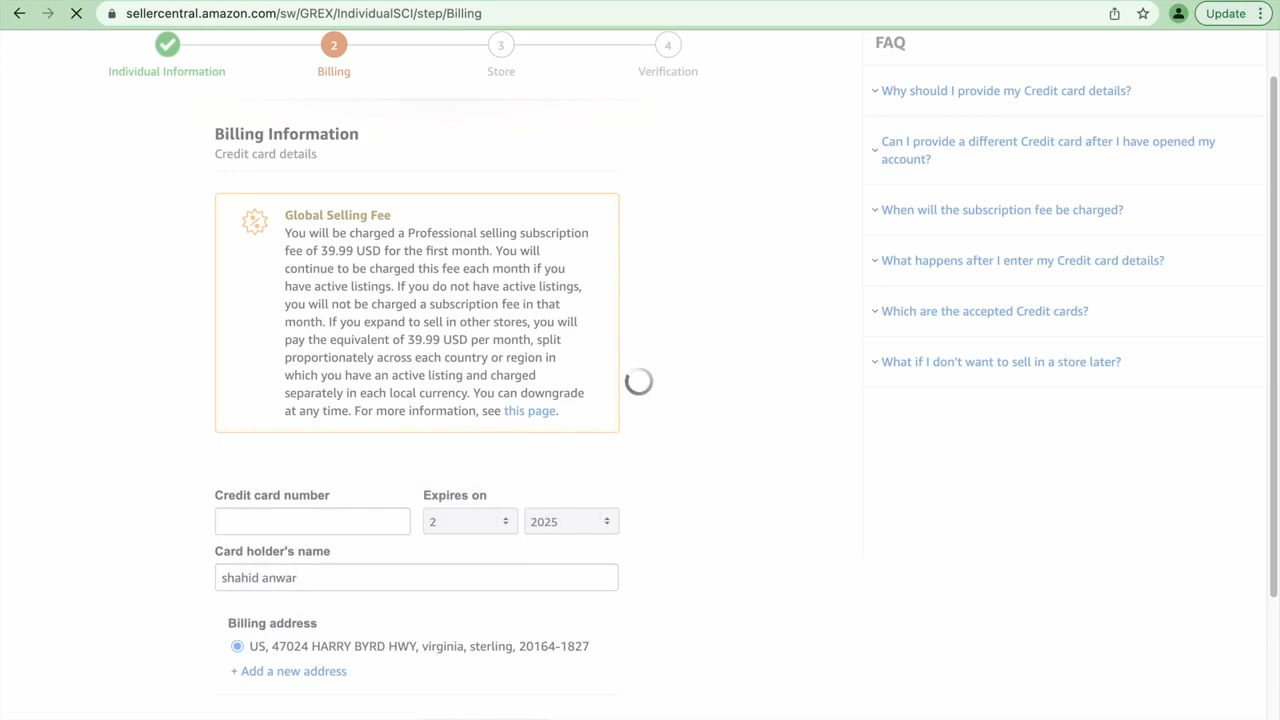 sellercentral.amazon.com/sw/GREX/IndividualSCI/step/Billing
Update
2
3
4
Individual Information
Billing
Store
Verification
Billing Information
Credit card details
Global Selling Fee
You will be charged a Professional selling subscription
fee of 39.99 USD for the first month. You will
continue to be charged this fee each month if you
have active listings. If you do not have active listings,
you will not be charged a subscription fee in that
month. If you expand to sell in other stores, you will
pay the equivalent of 39.99 USD per month, split
proportionately across each country or region in
which you have an active listing and charged
separately in each local currency. You can downgrade
at any time. For more information, see this page.
Credit card number
Expires on
2
2025
Card holder's name
shahid anwar
Billing address
US, 47024 HARRY BYRD HWY, virginia, sterling, 20164-1827
+ Add a new address
FAQ
Why should I provide my Credit card details?
Can I provide a different Credit card after I have opened my
account?
When will the subscription fee be charged?
What happens after I enter my Credit card details?
Which are the accepted Credit cards?
What if I don't want to sell in a store later?